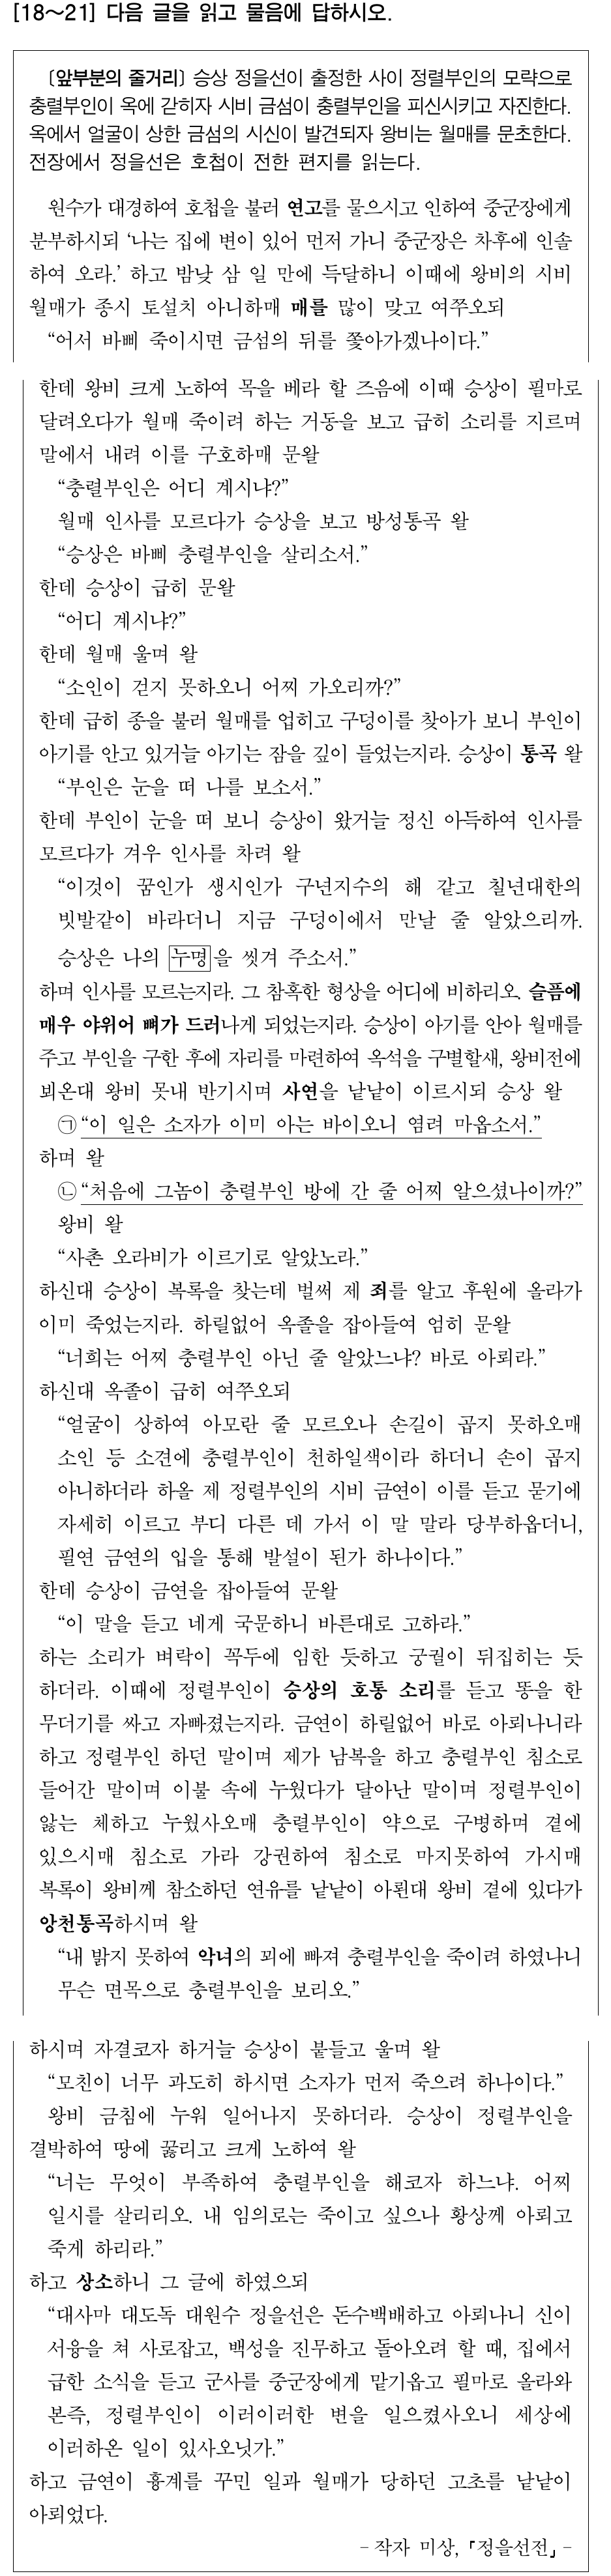 [18～21] 다음 글을 읽고 물음에 답하시오.
[앞부분의 줄거리] 승상 정을선이 출정한 사이 정렬부인의 모략으로
충렬부인이 옥에 갇히자 시비 금섬이 충렬부인을 피신시키고 자진한다.
옥에서 얼굴이 상한 금섬의 시신이 발견되자 왕비는 월매를 문초한다.
전장에서 정을선은 호첩이 전한 편지를 읽는다.
원수가 대경하여 호첩을 불러 연고를 물으시고 인하여 중군장에게
분부하시되 ‘나는 집에 변이 있어 먼저 가니 중군장은 차후에 인솔
하여 오라.’ 하고 밤낮 삼 일 만에 득달하니 이때에 왕비의 시비
월매가 종시 토설치 아니하매 매를 많이 맞고 여쭈오되
“어서 바삐 죽이시면 금섬의 뒤를 쫓아가겠나이다.”
한데 왕비 크게 노하여 목을 베라 할 즈음에 이때 승상이 필마로
달려오다가 월매 죽이려 하는 거동을 보고 급히 소리를 지르며
말에서 내려 이를 구호하매 문왈
“충렬부인은 어디 계시냐?”
월매 인사를 모르다가 승상을 보고 방성통곡 왈
“승상은 바삐 충렬부인을 살리소서.”
한데 승상이 급히 문왈
“어디 계시냐?”
한데 월매 울며 왈
“소인이 걷지 못하오니 어찌 가오리까?”
한데 급히 종을 불러 월매를 업히고 구덩이를 찾아가 보니 부인이
아기를 안고 있거늘 아기는 잠을 깊이 들었는지라. 승상이 통곡 왈
“부인은 눈을 떠 나를 보소서.”
한데 부인이 눈을 떠 보니 승상이 왔거늘 정신 아득하여 인사를
모르다가 겨우 인사를 차려 왈
“이것이 꿈인가 생시인가 구년지수의 해 같고 칠년대한의
빗발같이 바라더니 지금 구덩이에서 만날 줄 알았으리까.
승상은 나의 누명을 씻겨 주소서.”
하며 인사를 모르는지라. 그 참혹한 형상을 어디에 비하리오. 슬픔에
매우 야위어 뼈가 드러나게 되었는지라. 승상이 아기를 안아 월매를
주고 부인을 구한 후에 자리를 마련하여 옥석을 구별할새, 왕비전에
뵈온대 왕비 못내 반기시며 사연을 낱낱이 이르시되 승상 왈
㉠“이 일은 소자가 이미 아는 바이오니 염려 마옵소서.”
하며 왈
㉡“처음에 그놈이 충렬부인 방에 간 줄 어찌 알으셨나이까?”
왕비 왈
“사촌 오라비가 이르기로 알았노라.”
하신대 승상이 복록을 찾는데 벌써 제 죄를 알고 후원에 올라가
이미 죽었는지라. 하릴없어 옥졸을 잡아들여 엄히 문왈
“너희는 어찌 충렬부인 아닌 줄 알았느냐? 바로 아뢰라.”
하신대 옥졸이 급히 여쭈오되
“얼굴이 상하여 아모란 줄 모르오나 손길이 곱지 못하오매
소인 등 소견에 충렬부인이 천하일색이라 하더니 손이 곱지
아니하더라 하올 제 정렬부인의 시비 금연이 이를 듣고 묻기에
자세히 이르고 부디 다른 데 가서 이 말 말라 당부하옵더니,
필연 금연의 입을 통해 발설이 된가 하나이다.”
한데 승상이 금연을 잡아들여 문왈
“이 말을 듣고 네게 국문하니 바른대로 고하라.”
하는 소리가 벼락이 꼭두에 임한 듯하고 궁궐이 뒤집히는 듯
하더라. 이때에 정렬부인이 승상의 호통 소리를 듣고 똥을 한
무더기를 싸고 자빠졌는지라. 금연이 하릴없어 바로 아뢰나니라
하고 정렬부인 하던 말이며 제가 남복을 하고 충렬부인 침소로
들어간 말이며 이불 속에 누웠다가 달아난 말이며 정렬부인이
앓는 체하고 누웠사오매 충렬부인이 약으로 구병하며 곁에
있으시매 침소로 가라 강권하여 침소로 마지못하여 가시매
복록이 왕비께 참소하던 연유를 낱낱이 아뢴대 왕비 곁에 있다가
앙천통곡하시며 왈
“내 밝지 못하여 악녀의 꾀에 빠져 충렬부인을 죽이려 하였나니
무슨 면목으로 충렬부인을 보리오.”
하시며 자결코자 하거늘 승상이 붙들고 울며 왈
“모친이 너무 과도히 하시면 소자가 먼저 죽으려 하나이다.”
왕비 금침에 누워 일어나지 못하더라. 승상이 정렬부인을
결박하여 땅에 꿇리고 크게 노하여 왈
“너는 무엇이 부족하여 충렬부인을 해코자 하느냐. 어찌
일시를 살리리오. 내 임의로는 죽이고 싶으나 황상께 아뢰고
죽게 하리라.”
하고 상소하니 그 글에 하였으되
“대사마 대도독 대원수 정을선은 돈수백배하고 아뢰나니 신이
서융을 쳐 사로잡고, 백성을 진무하고 돌아오려 할 때, 집에서
급한 소식을 듣고 군사를 중군장에게 맡기옵고 필마로 올라와
본즉, 정렬부인이 이러이러한 변을 일으켰사오니 세상에
이러하온 일이 있사오닛가.”
하고 금연이 흉계를 꾸민 일과 월매가 당하던 고초를 낱낱이
아뢰었다.
– 작자 미상, 「정을선전」 –